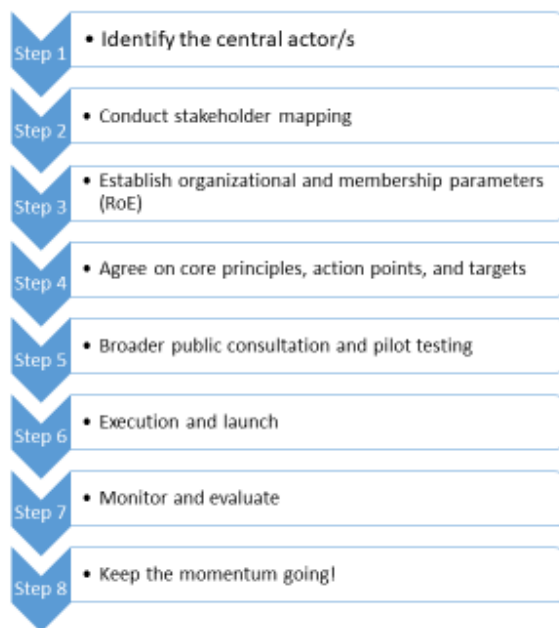 Step 1
• Identify the central actor/s
Step 2
• Conduct stakeholder mapping
Step 3
• Establish organizational and membership parameters
(RoE)
Step 4
• Agree on core principles, action points, and targets
Step 5
• Broader public consultation and pilot testing
Step 6
• Execution and launch
Step 7
• Monitor and evaluate
Step 8
• Keep the momentum going!